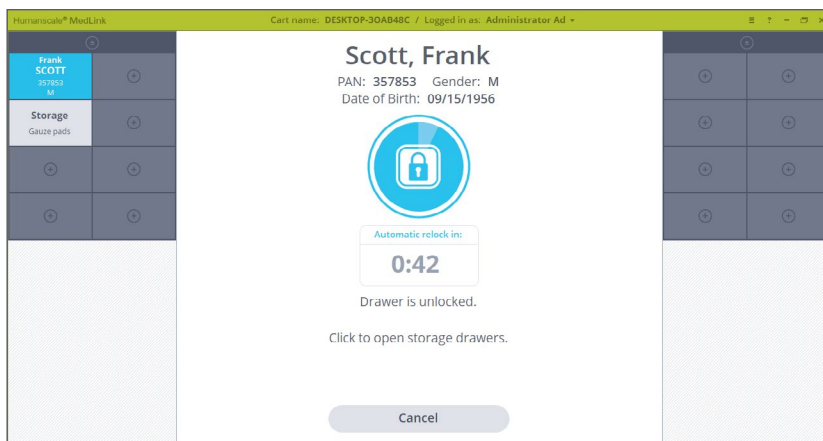 Humanscale® MedLink
Cart name: DESKTOP-3OAB48C / Logged in as: Administrator Ad
Frank
SCOTT
357853
M
Storage
Gauze pads
Scott, Frank
PAN: 357853 Gender: M
Date of Birth: 09/15/1956
Automatic relock in:
0:42
Drawer is unlocked.
Click to open storage drawers.
Cancel